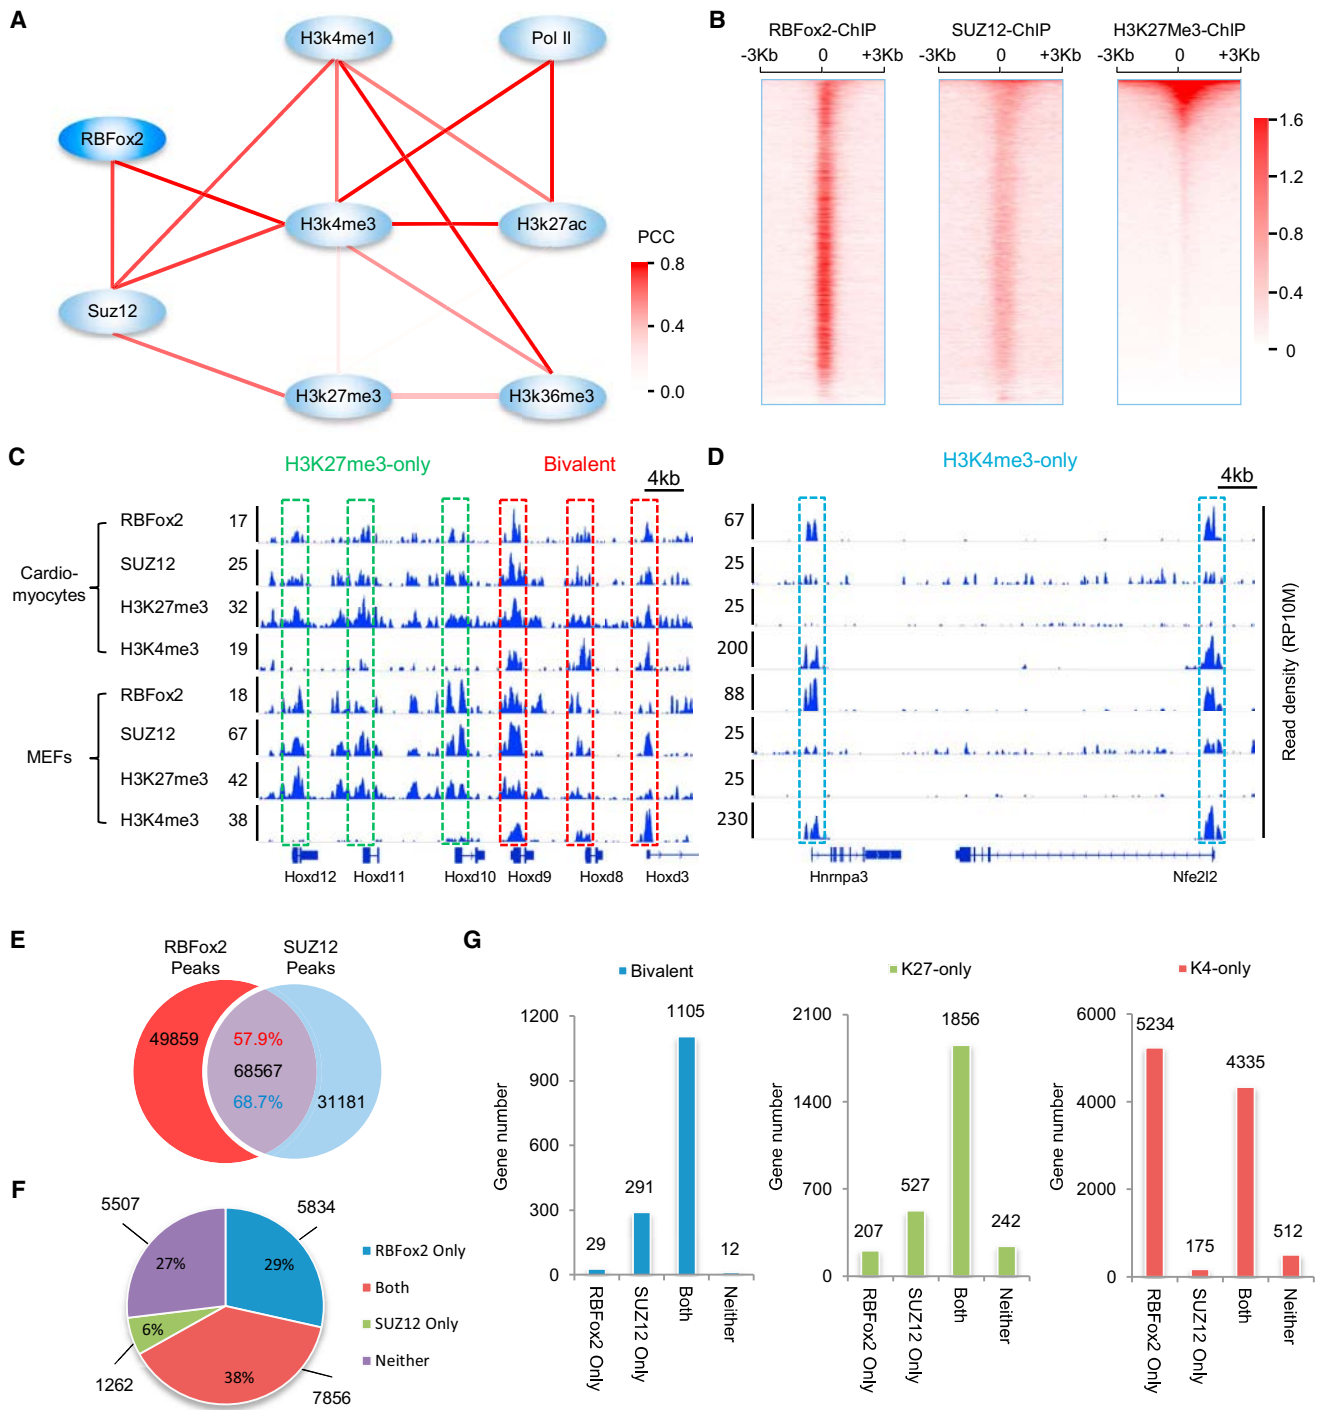 A
H3k4me1
Pol II
RBFox2
H3k4me3
H3k27ac
Suz12
H3k27me3
H3k36me3
PCC
0.8
0.4
0.0
B
RBFox2-ChIP
SUZ12-ChIP
H3K27Me3-ChIP
-3Kb 0 +3Kb
-3Kb 0 +3Kb
-3Kb 0 +3Kb
1.6
1.2
0.8
0.4
0
C
H3K27me3-only
Bivalent
4kb
Cardio-
myocytes
RBFox2 17
SUZ12 25
H3K27me3 32
H3K4me3 19
MEFs
RBFox2 18
SUZ12 67
H3K27me3 42
H3K4me3 38
Hoxd12 Hoxd11 Hoxd10 Hoxd9 Hoxd8 Hoxd3
D
H3K4me3-only
4kb
67
25
25
200
88
25
25
230
Read density (RP10M)
Hnrnpa3 Nfe2l2
E
RBFox2
Peaks
SUZ12
Peaks
49859
57.9%
68567
68.7%
31181
F
5507
5834
27%
29%
6%
38%
1262
7856
RBFox2 Only
Both
SUZ12 Only
Neither
G
Bivalent
Gene number
1200
900
600
300
0
29
291
1105
12
RBFox2 Only
SUZ12 Only
Both
Neither
K27-only
Gene number
2100
1400
700
0
207
527
1856
242
RBFox2 Only
SUZ12 Only
Both
Neither
K4-only
Gene number
6000
4000
2000
0
5234
175
4335
512
RBFox2 Only
SUZ12 Only
Both
Neither